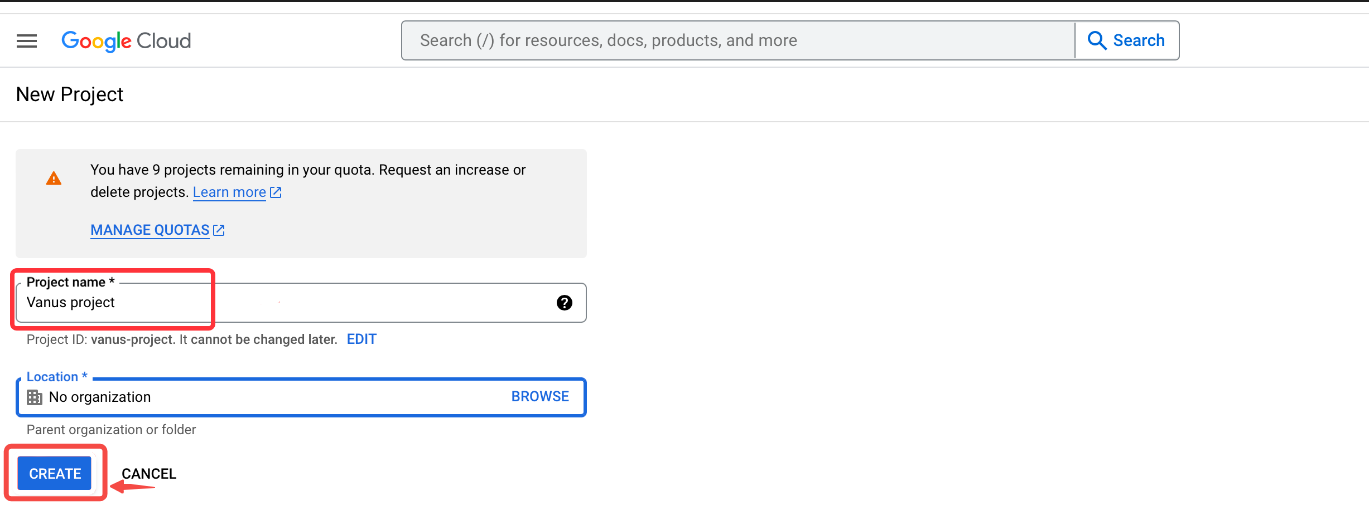 Google Cloud
Search (/) for resources, docs, products, and more
Search
New Project
You have 9 projects remaining in your quota. Request an increase or
delete projects. Learn more
MANAGE QUOTAS
Project name *
Vanus project
Project ID: vanus-project. It cannot be changed later. EDIT
Location *
No organization
BROWSE
Parent organization or folder
CREATE
CANCEL